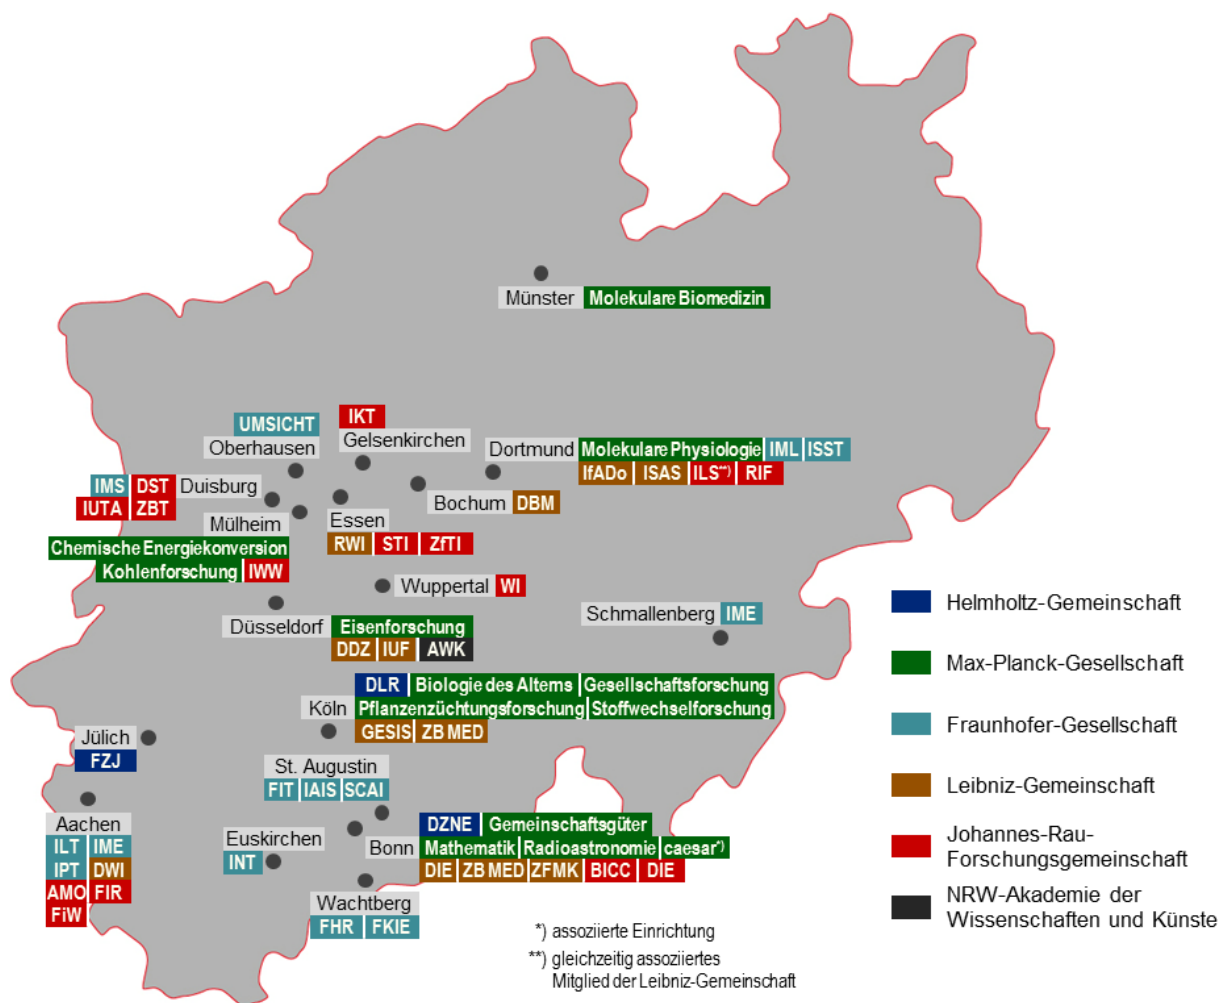 Münster Molekulare Biomedizin
UMSICHT
Oberhausen
IKT
Gelsenkirchen
Dortmund Molekulare Physiologie IML ISST
IfADo ISAS ILS**) RIF
IMS DST Duisburg
IUTA ZBT
Bochum DBM
Mülheim
Chemische Energiekonversion
Kohlenforschung IWW
Essen
RWI STI ZfTI
Wuppertal WI
Schmallenberg IME
Düsseldorf Eisenforschung
DDZ IUF AWK
DLR Biologie des Alterns Gesellschaftsforschung
Köln Pflanzenzüchtungsforschung Stoffwechselforschung
GESIS ZB MED
Jülich
FZJ
St. Augustin
FIT IAIS SCAI
Aachen
ILT IME
IPT DWI
AMO FIR
FiW
Euskirchen
INT
DZNE Gemeinschaftsgüter
Bonn Mathematik Radioastronomie caesar*)
DIE ZB MED ZFMK BICC DIE
Wachtberg
FHR FKIE
*) assoziierte Einrichtung
**) gleichzeitig assoziiertes
Mitglied der Leibniz-Gemeinschaft
Helmholtz-Gemeinschaft
Max-Planck-Gesellschaft
Fraunhofer-Gesellschaft
Leibniz-Gemeinschaft
Johannes-Rau-
Forschungsgemeinschaft
NRW-Akademie der
Wissenschaften und Künste